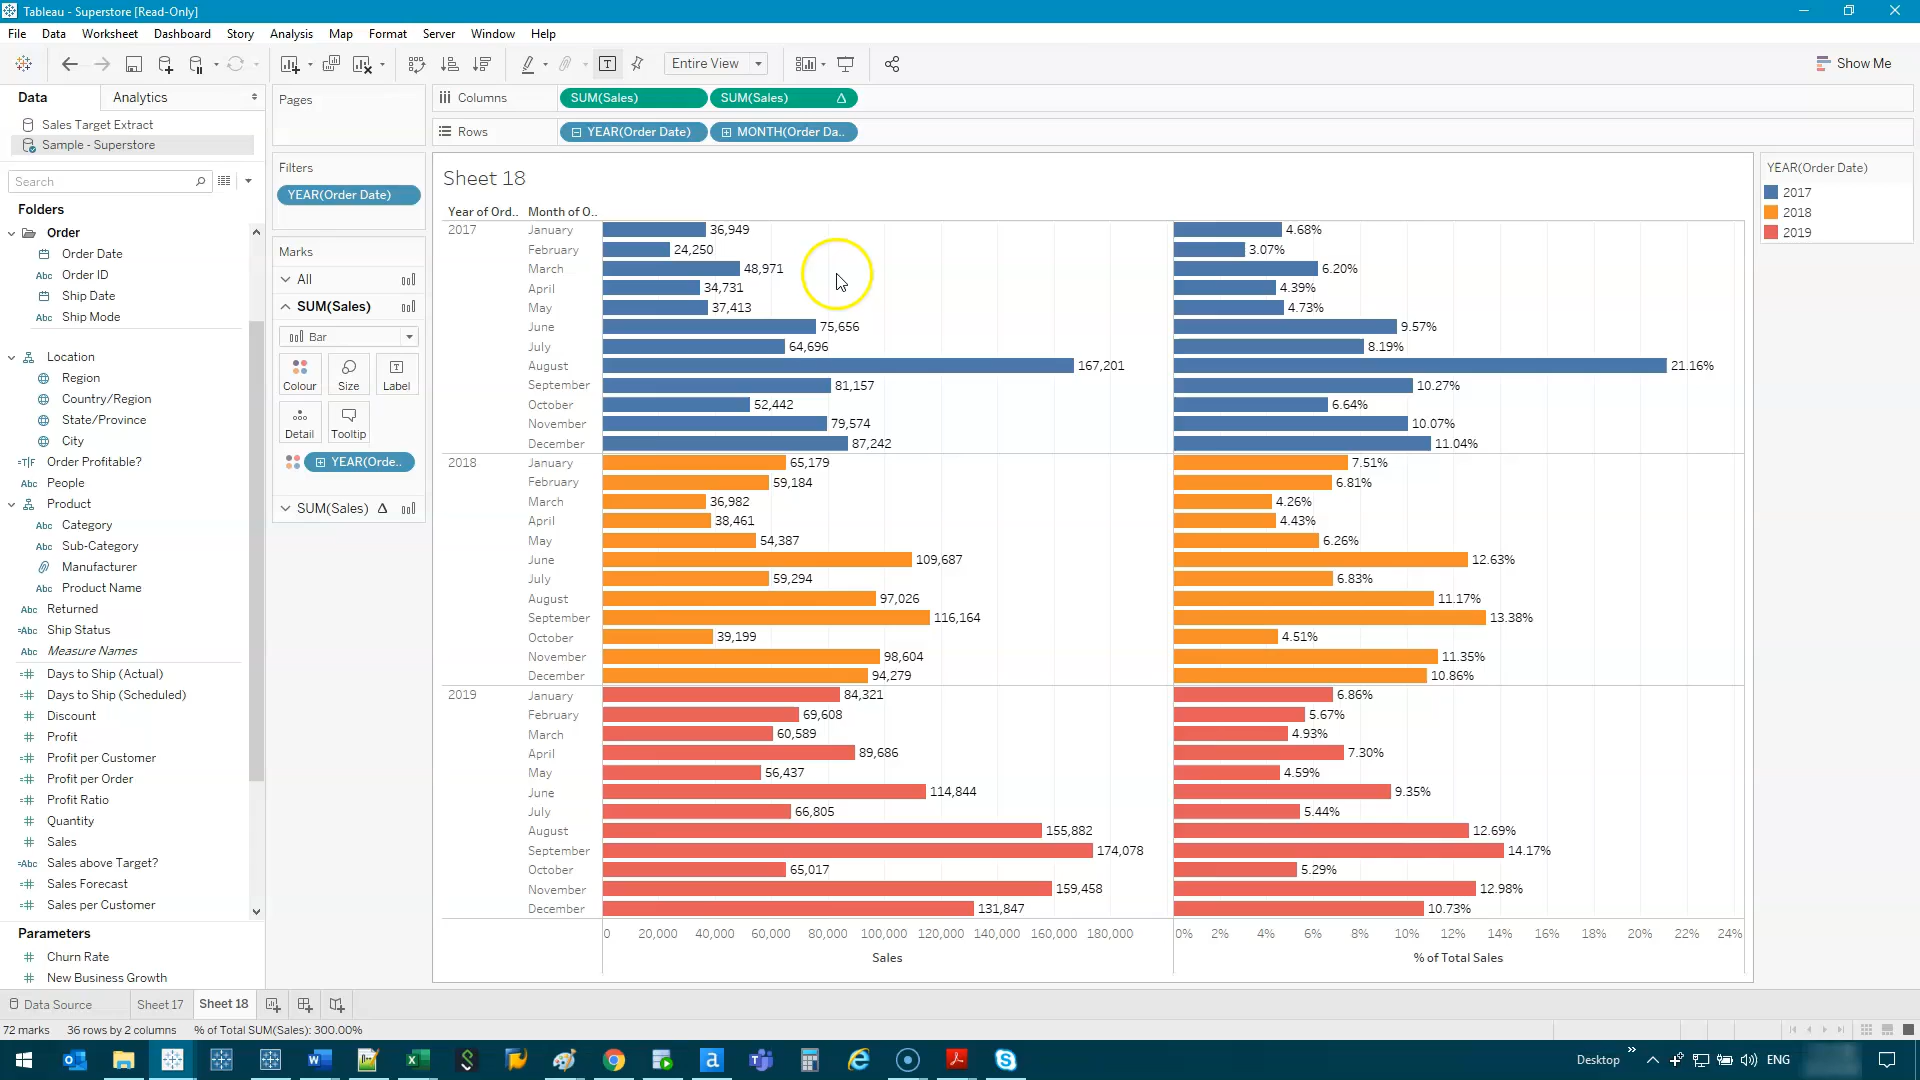 Tableau - Superstore [Read-Only]
File Data Worksheet Dashboard Story Analysis Map Format Server Window Help
Entire View
Show Me
Data Analytics
Sales Target Extract
Sample - Superstore
Search
Folders
Order
Order Date
Abc Order ID
Ship Date
Abc Ship Mode
Location
Region
Country/Region
State/Province
City
=T|F Order Profitable?
Abc People
Product
Abc Category
Abc Sub-Category
Manufacturer
Abc Product Name
Abc Returned
=Abc Ship Status
Abc Measure Names
=# Days to Ship (Actual)
=# Days to Ship (Scheduled)
# Discount
# Profit
=# Profit per Customer
=# Profit per Order
=# Profit Ratio
# Quantity
# Sales
=Abc Sales above Target?
=# Sales Forecast
=# Sales per Customer
Parameters
# Churn Rate
# New Business Growth
Pages
Filters
YEAR(Order Date)
Marks
All
SUM(Sales)
Bar
Colour Size Label
Detail Tooltip
YEAR(Orde..
SUM(Sales) Δ
Columns SUM(Sales) SUM(Sales) Δ
Rows YEAR(Order Date) MONTH(Order Da..
Sheet 18
Year of Ord.. Month of O..
2017 January 36,949 4.68%
February 24,250 3.07%
March 48,971 6.20%
April 34,731 4.39%
May 37,413 4.73%
June 75,656 9.57%
July 64,696 8.19%
August 167,201 21.16%
September 81,157 10.27%
October 52,442 6.64%
November 79,574 10.07%
December 87,242 11.04%
2018 January 65,179 7.51%
February 59,184 6.81%
March 36,982 4.26%
April 38,461 4.43%
May 54,387 6.26%
June 109,687 12.63%
July 59,294 6.83%
August 97,026 11.17%
September 116,164 13.38%
October 39,199 4.51%
November 98,604 11.35%
December 94,279 10.86%
2019 January 84,321 6.86%
February 69,608 5.67%
March 60,589 4.93%
April 89,686 7.30%
May 56,437 4.59%
June 114,844 9.35%
July 66,805 5.44%
August 155,882 12.69%
September 174,078 14.17%
October 65,017 5.29%
November 159,458 12.98%
December 131,847 10.73%
0 20,000 40,000 60,000 80,000 100,000 120,000 140,000 160,000 180,000 0% 2% 4% 6% 8% 10% 12% 14% 16% 18% 20% 22% 24%
Sales % of Total Sales
YEAR(Order Date)
2017
2018
2019
Data Source Sheet 17 Sheet 18
72 marks 36 rows by 2 columns % of Total SUM(Sales): 300.00%
Desktop » ENG